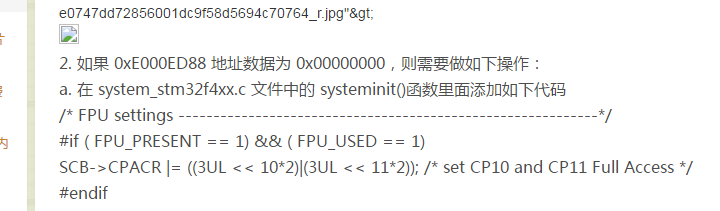 e0747dd72856001dc9f58d5694c70764_r.jpg"&gt;
2. 如果 0xE000ED88 地址数据为 0x00000000，则需要做如下操作：
a. 在 system_stm32f4xx.c 文件中的 systeminit()函数里面添加如下代码
/* FPU settings ------------------------------------------------------------*/
#if ( FPU_PRESENT == 1) && ( FPU_USED == 1)
SCB->CPACR |= ((3UL << 10*2)|(3UL << 11*2)); /* set CP10 and CP11 Full Access */
#endif
片
内